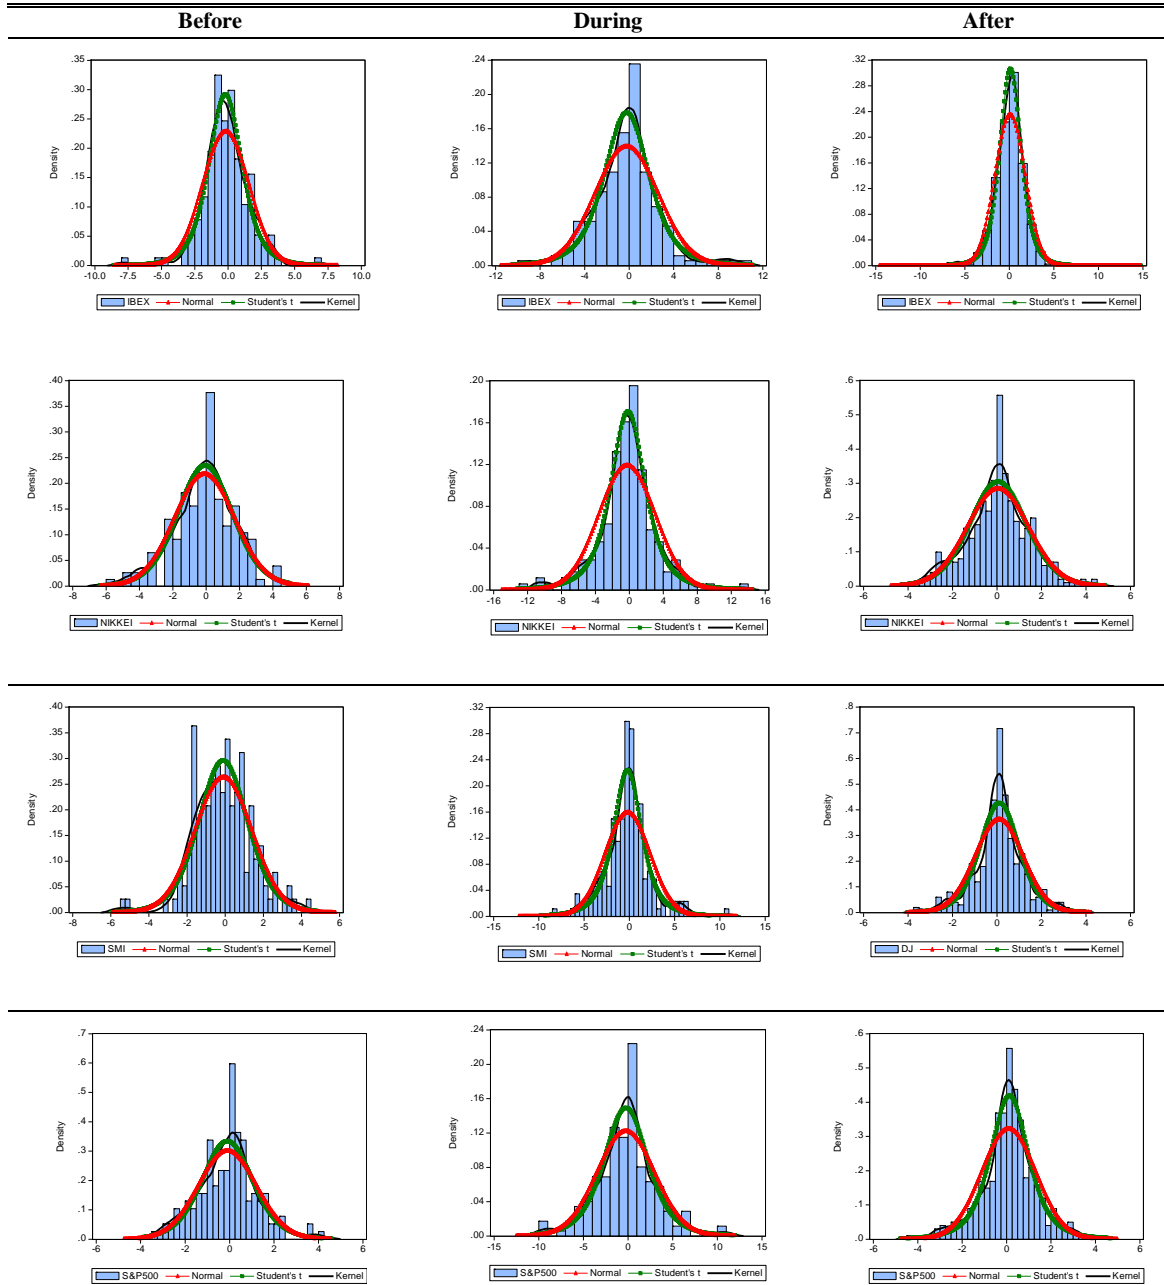 Before During After
.35
.30
.25
.20
.15
.10
.05
.00
Density
-10.0 -7.5 -5.0 -2.5 0.0 2.5 5.0 7.5 10.0
IBEX Normal Student's t Kernel
.24
.20
.16
.12
.08
.04
.00
Density
-12 -8 -4 0 4 8 12
IBEX Normal Student's t Kernel
.32
.28
.24
.20
.16
.12
.08
.04
.00
Density
-15 -10 -5 0 5 10 15
IBEX Normal Student's t Kernel
.40
.35
.30
.25
.20
.15
.10
.05
.00
Density
-8 -6 -4 -2 0 2 4 6 8
NIKKEI Normal Student's t Kernel
.20
.16
.12
.08
.04
.00
Density
-16 -12 -8 -4 0 4 8 12 16
NIKKEI Normal Student's t Kernel
.6
.5
.4
.3
.2
.1
.0
Density
-6 -4 -2 0 2 4 6
NIKKEI Normal Student's t Kernel
.40
.35
.30
.25
.20
.15
.10
.05
.00
Density
-8 -6 -4 -2 0 2 4 6
SMI Normal Student's t Kernel
.32
.28
.24
.20
.16
.12
.08
.04
.00
Density
-15 -10 -5 0 5 10 15
SMI Normal Student's t Kernel
.8
.7
.6
.5
.4
.3
.2
.1
.0
Density
-6 -4 -2 0 2 4 6
DJ Normal Student's t Kernel
.7
.6
.5
.4
.3
.2
.1
.0
Density
-6 -4 -2 0 2 4 6
S&P500 Normal Student's t Kernel
.24
.20
.16
.12
.08
.04
.00
Density
-15 -10 -5 0 5 10 15
S&P500 Normal Student's t Kernel
.6
.5
.4
.3
.2
.1
.0
Density
-6 -4 -2 0 2 4 6
S&P500 Normal Student's t Kernel